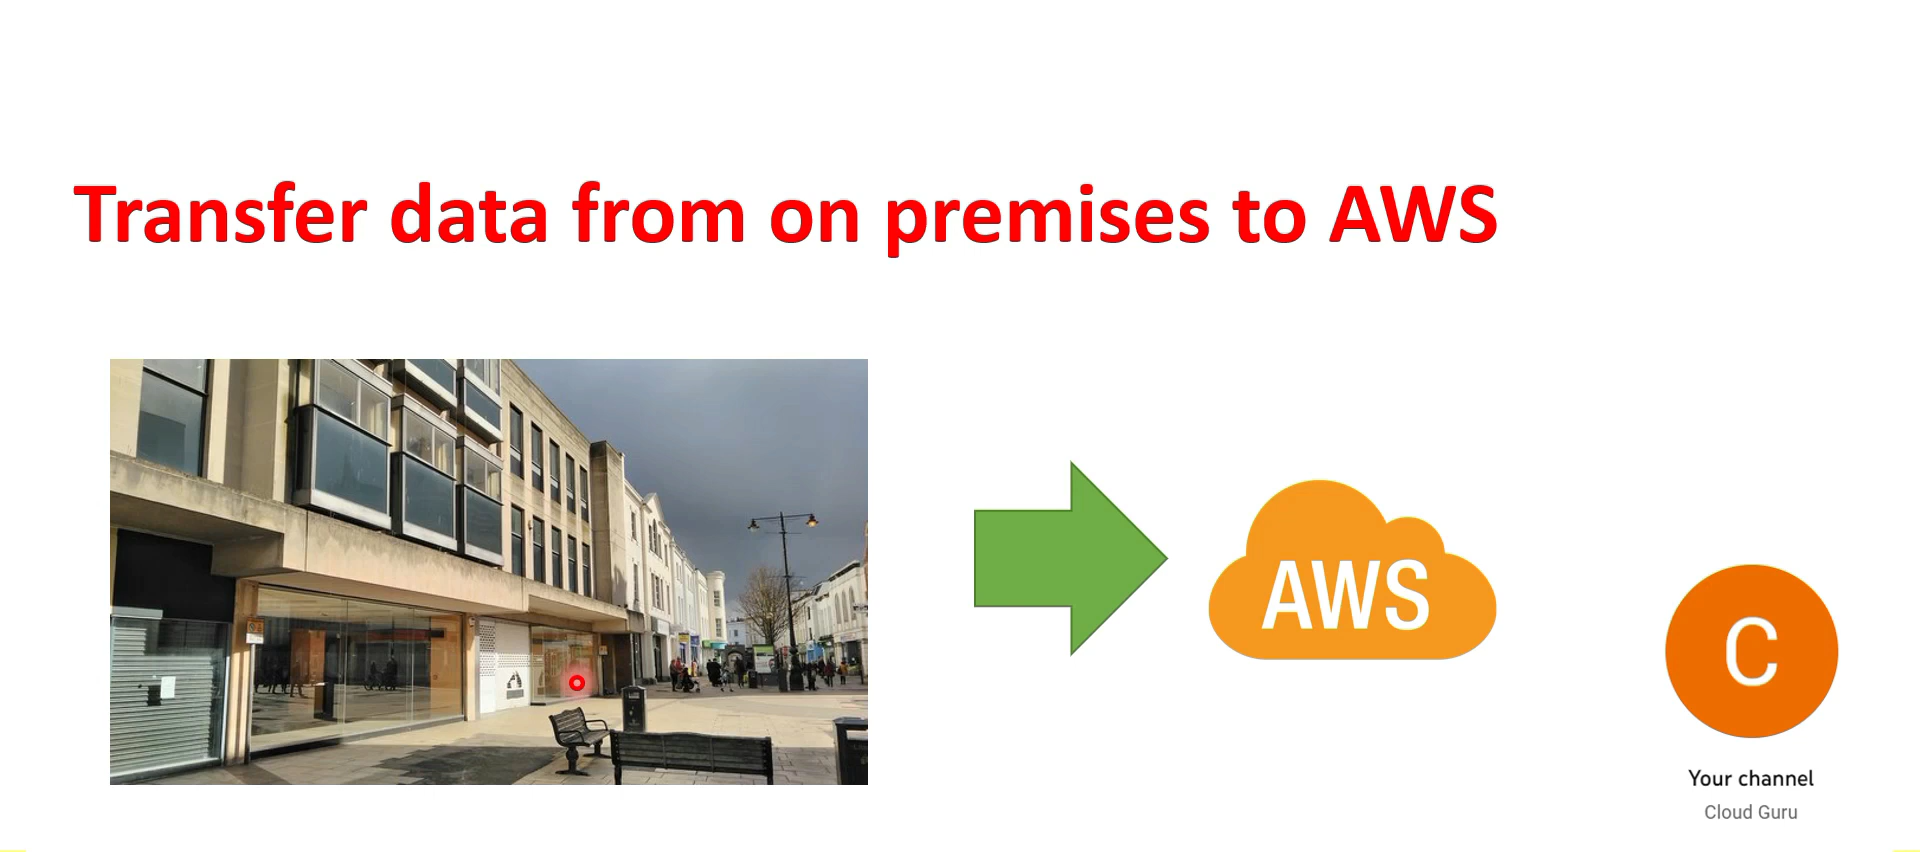 Transfer data from on premises to AWS
AWS
C
Your channel
Cloud Guru